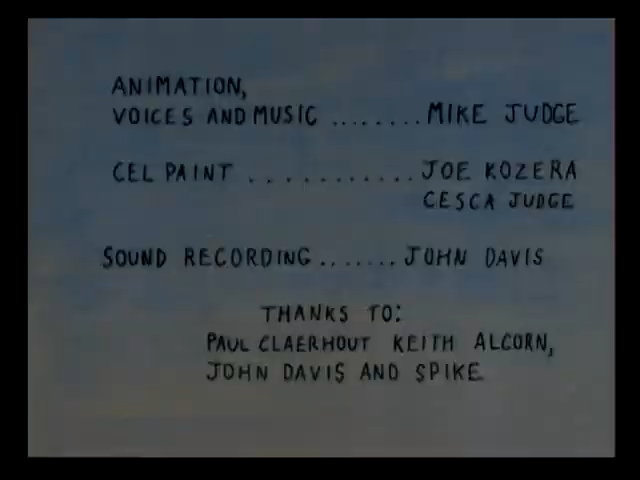 ANIMATION,
VOICES AND MUSIC ........ MIKE JUDGE
CEL PAINT ............ JOE KOZERA
CESCA JUDGE
SOUND RECORDING ....... JOHN DAVIS
THANKS TO:
PAUL CLAERHOUT KEITH ALCORN,
JOHN DAVIS AND SPIKE